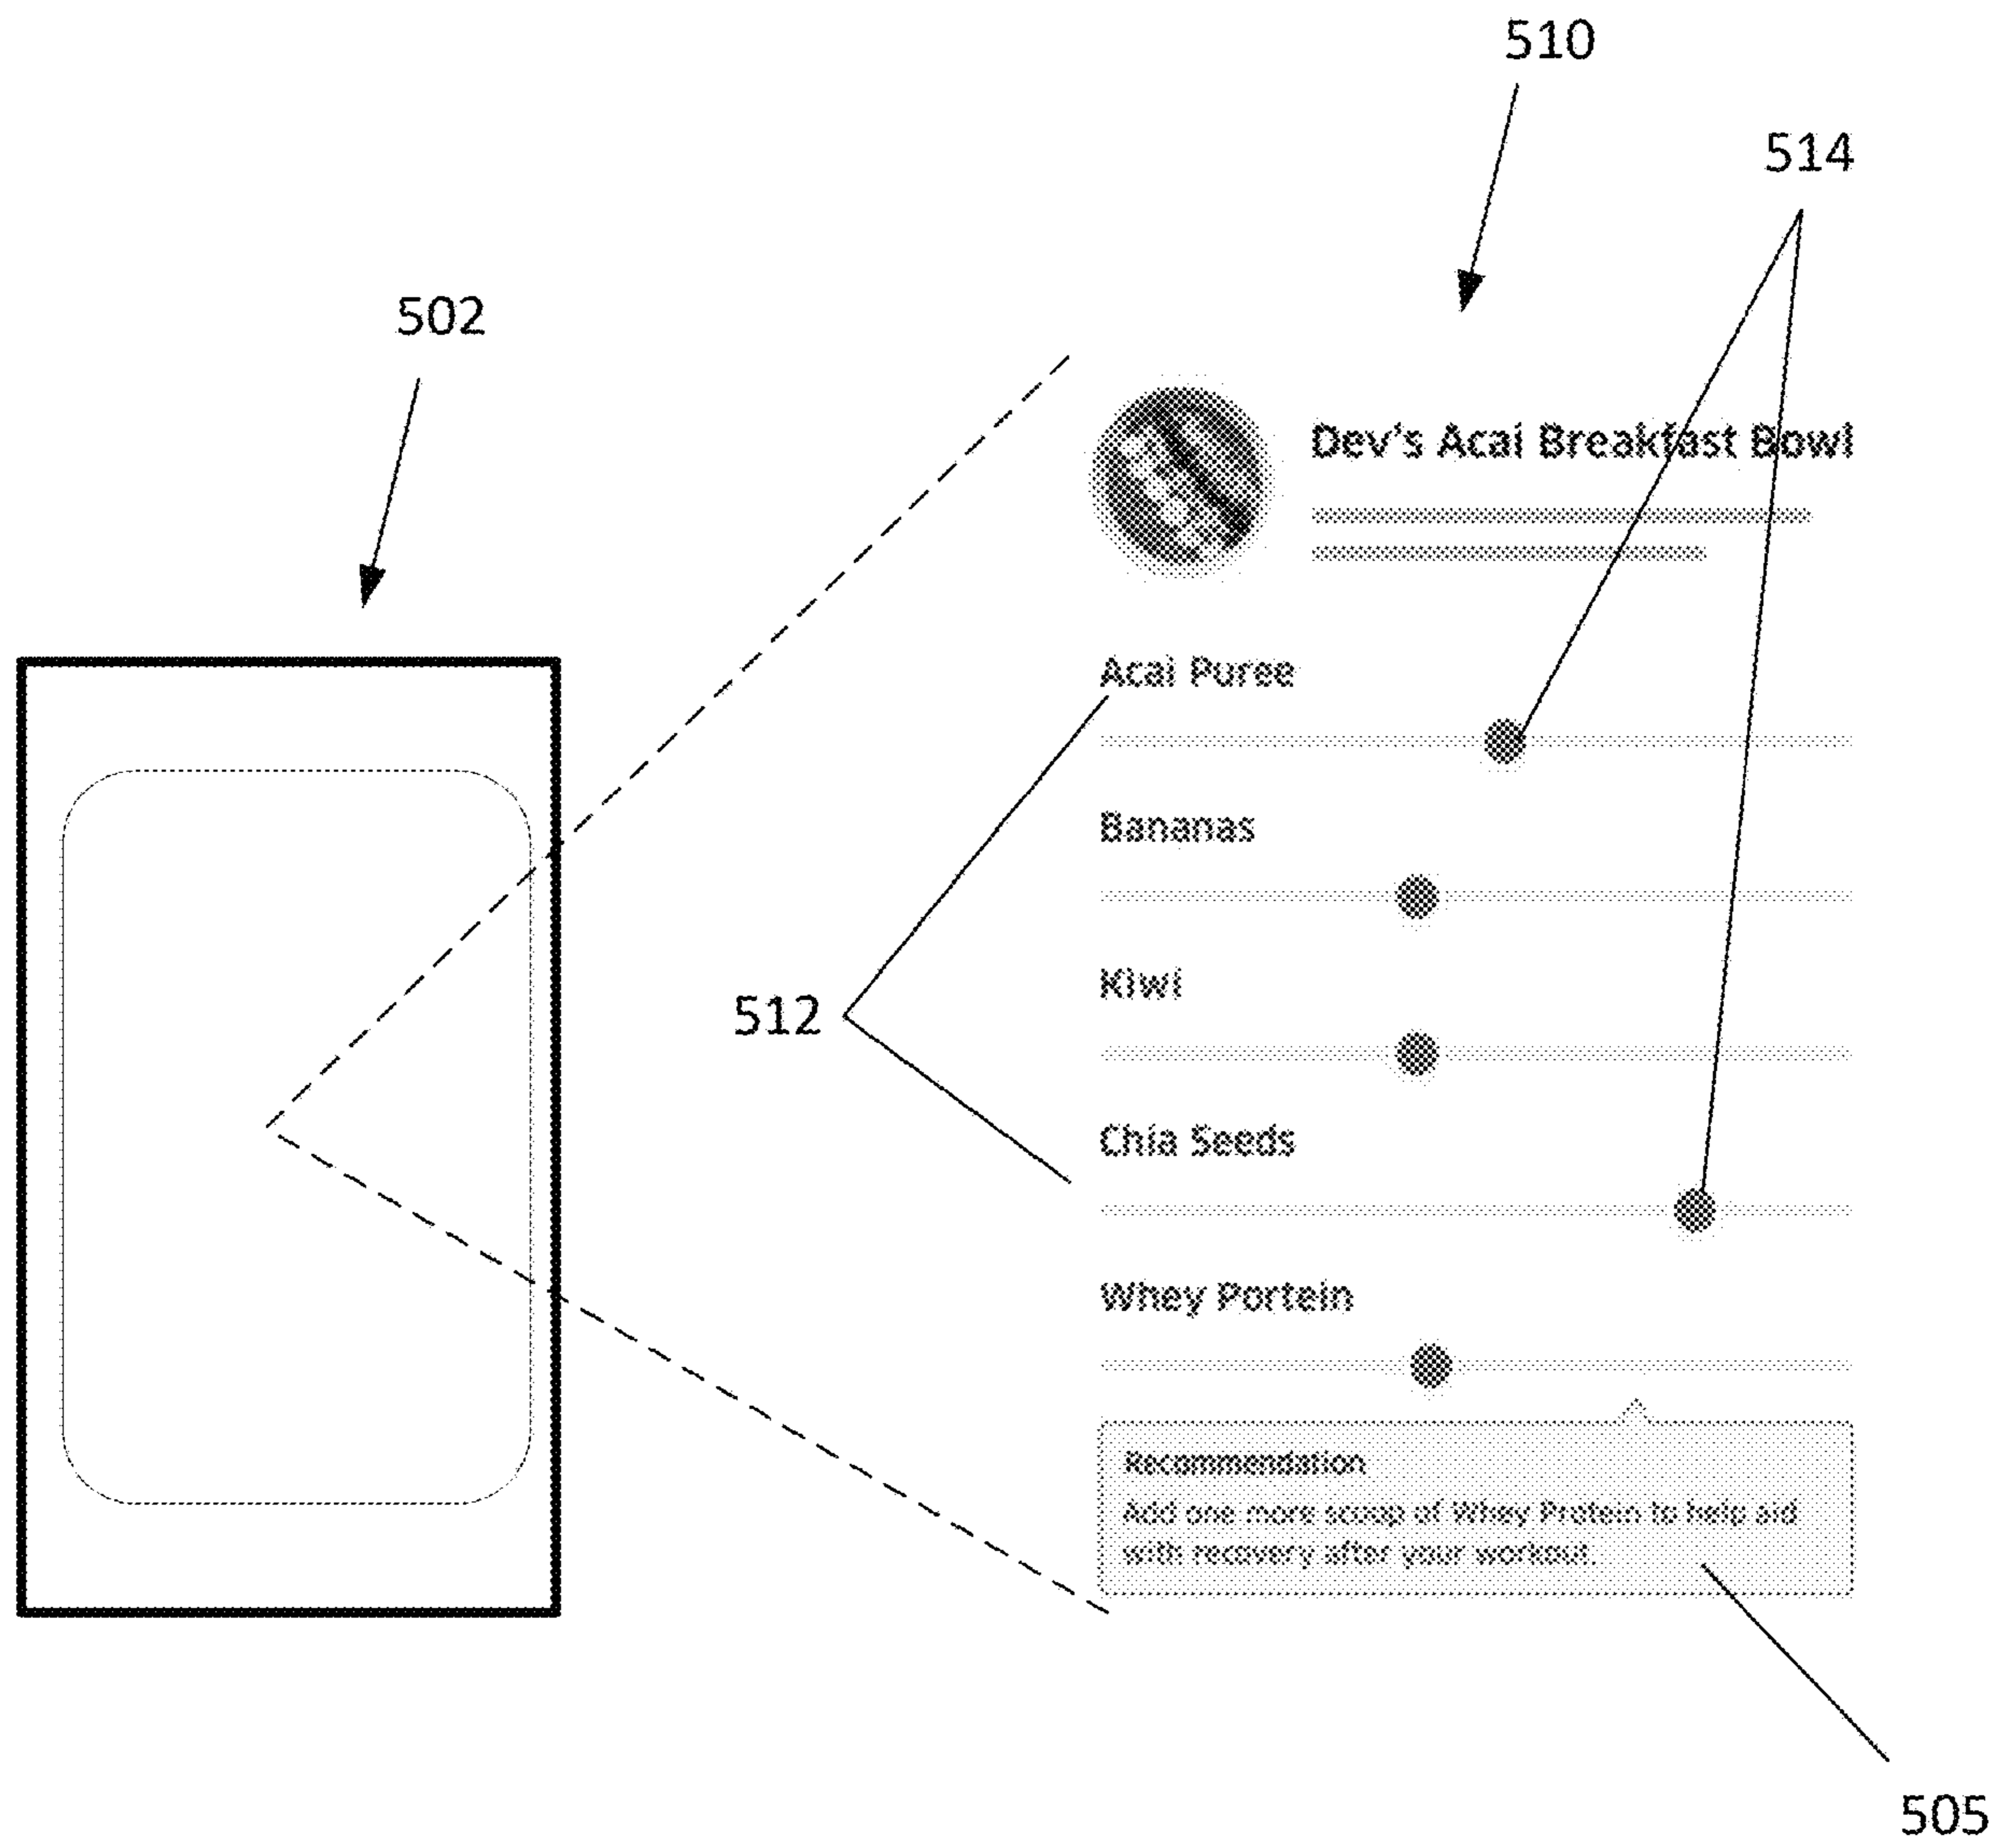 510
514
502
Dev's Acai Breakfast Bowl
Acai Puree
Bananas
Kiwi
512
Chia Seeds
Whey Portein
Recommendation
Add one more scoop of Whey Protein to help aid
with recovery after your workout.
505